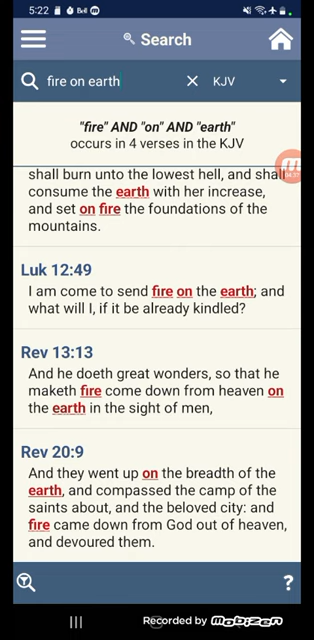 5:22 Bell
Search
fire on earth KJV
"fire" AND "on" AND "earth"
occurs in 4 verses in the KJV
shall burn unto the lowest hell, and shall
consume the earth with her increase,
and set on fire the foundations of the
mountains.
Luk 12:49
I am come to send fire on the earth; and
what will I, if it be already kindled?
Rev 13:13
And he doeth great wonders, so that he
maketh fire come down from heaven on
the earth in the sight of men,
Rev 20:9
And they went up on the breadth of the
earth, and compassed the camp of the
saints about, and the beloved city: and
fire came down from God out of heaven,
and devoured them.
?
Recorded by Mobizen